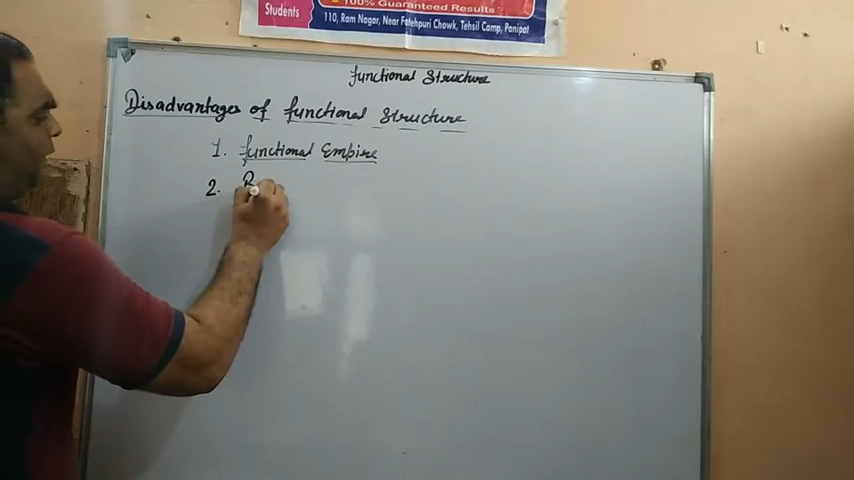 100% Guaranteed Results
Students
110, Ram Nagar, Near Fatehpuri Chowk, Tehsil Camp, Panipat
functional Structure
Disadvantages of functional Structure
1. functional Empire
2. R